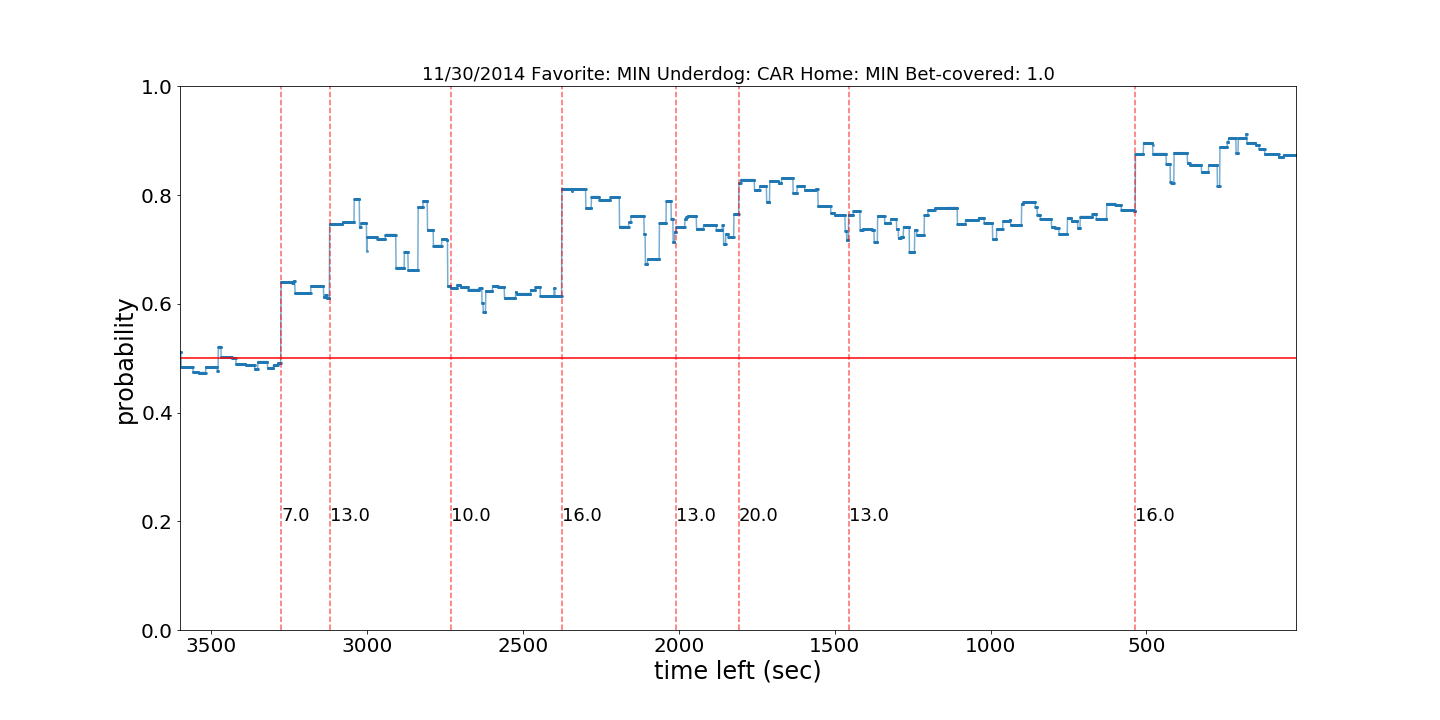 11/30/2014 Favorite: MIN Underdog: CAR Home: MIN Bet-covered: 1.0
1.0
0.8
0.6
0.4
0.2
0.0
probability
7.0 13.0 10.0 16.0 13.0 20.0 13.0 16.0
3500 3000 2500 2000 1500 1000 500
time left (sec)